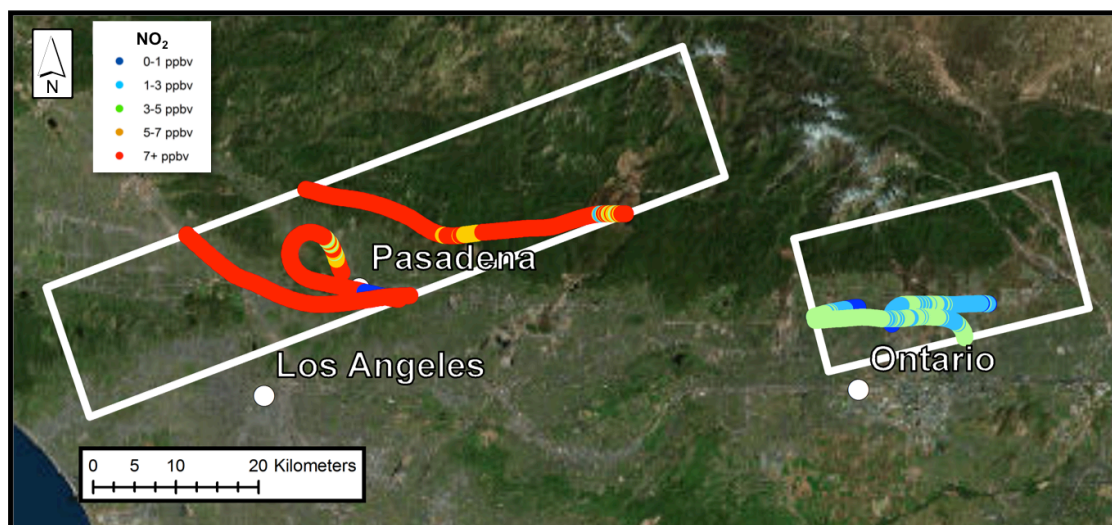 NO2
0-1 ppbv
1-3 ppbv
3-5 ppbv
5-7 ppbv
7+ ppbv
N
Pasadena
Los Angeles
Ontario
0 5 10 20 Kilometers